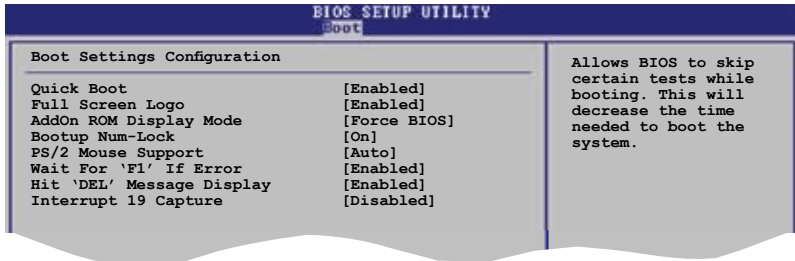 BIOS SETUP UTILITY
Boot
Boot Settings Configuration
Quick Boot [Enabled]
Full Screen Logo [Enabled]
AddOn ROM Display Mode [Force BIOS]
Bootup Num-Lock [On]
PS/2 Mouse Support [Auto]
Wait For ‘F1’ If Error [Enabled]
Hit ‘DEL’ Message Display [Enabled]
Interrupt 19 Capture [Disabled]
Allows BIOS to skip
certain tests while
booting. This will
decrease the time
needed to boot the
system.